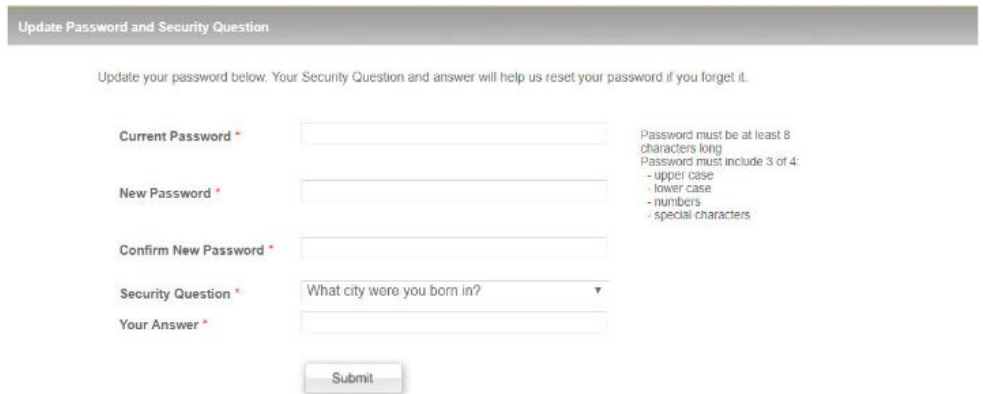 Update Password and Security Question
Update your password below. Your Security Question and answer will help us reset your password if you forget it.
Current Password *
Password must be at least 8
characters long
Password must include 3 of 4:
- upper case
- lower case
- numbers
- special characters
New Password *
Confirm New Password *
Security Question *
What city were you born in?
Your Answer *
Submit